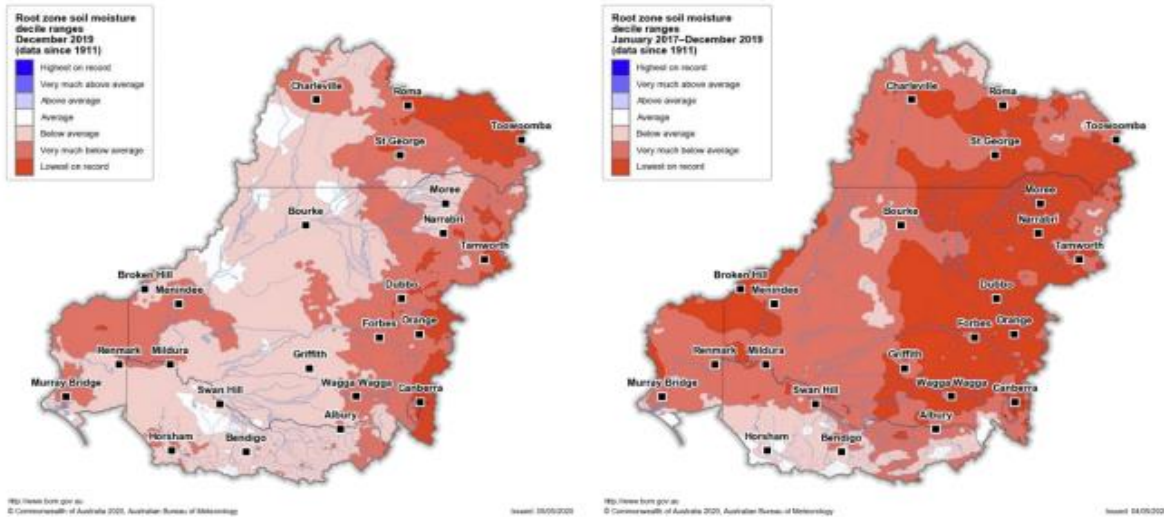 Root zone soil moisture
decile ranges
December 2019
(data since 1911)
Highest on record
Very much above average
Above average
Average
Below average
Very much below average
Lowest on record
Charleville
Roma
Toowoomba
St George
Moree
Bourke
Narrabri
Tamworth
Broken Hill
Menindee
Dubbo
Forbes
Orange
Renmark
Mildura
Griffith
Murray Bridge
Swan Hill
Wagga Wagga
Canberra
Albury
Horsham
Bendigo
http://www.bom.gov.au
© Commonwealth of Australia 2020, Australian Bureau of Meteorology
Issued:
Root zone soil moisture
decile ranges
January 2017–December 2019
(data since 1911)
Highest on record
Very much above average
Above average
Average
Below average
Very much below average
Lowest on record
Charleville
Roma
Toowoomba
St George
Moree
Bourke
Narrabri
Tamworth
Broken Hill
Menindee
Dubbo
Forbes
Orange
Renmark
Mildura
Griffith
Murray Bridge
Swan Hill
Wagga Wagga
Canberra
Albury
Horsham
Bendigo
http://www.bom.gov.au
© Commonwealth of Australia 2020, Australian Bureau of Meteorology
Issued: